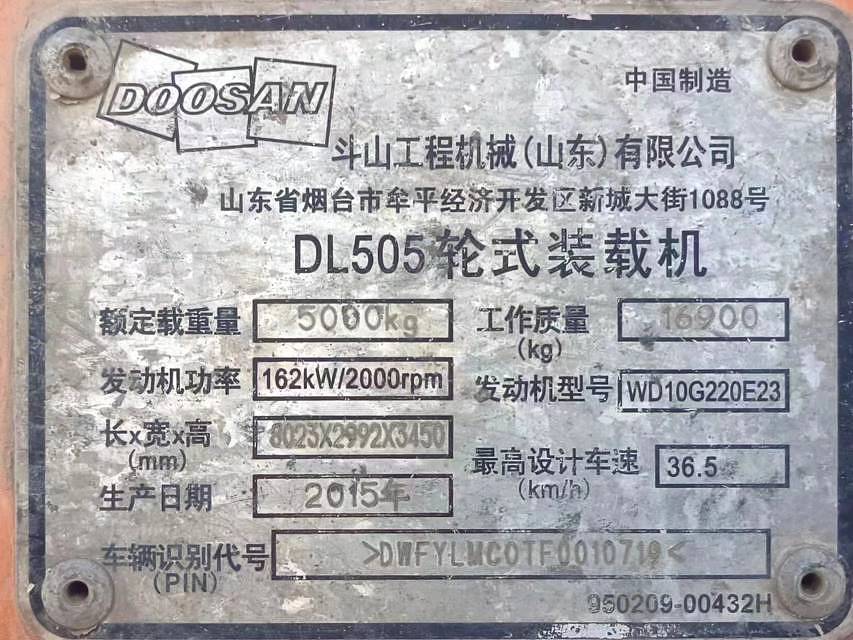 DOOSAN
中国制造
斗山工程机械(山东)有限公司
山东省烟台市牟平经济开发区新城大街1088号
DL505轮式装载机
额定载重量 5000kg 工作质量(kg) 16900
发动机功率 162kW/2000rpm 发动机型号 WD10G220E23
长x宽x高(mm) 8023X2992X3450 最高设计车速(km/h) 36.5
生产日期 2015年
车辆识别代号(PIN) >DWFYLMCOTF0010719<
950209-00432H